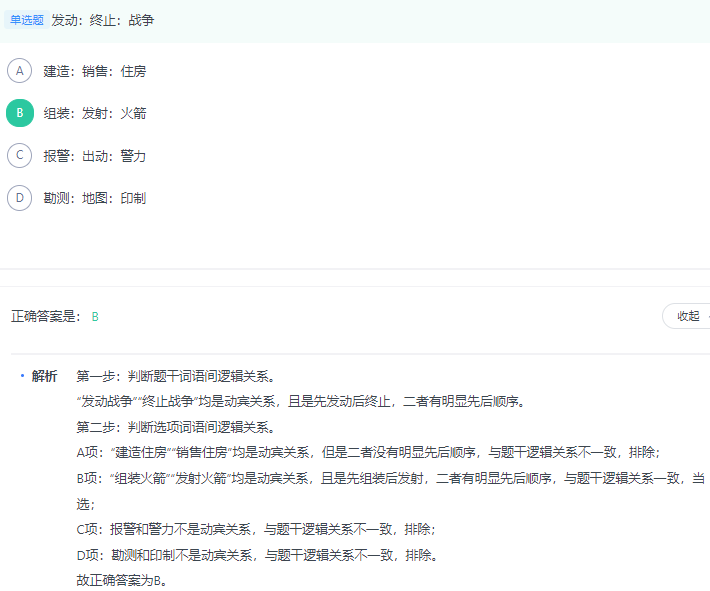 单选题 发动：终止：战争
A 建造：销售：住房
B 组装：发射：火箭
C 报警：出动：警力
D 勘测：地图：印制
正确答案是： B
收起
• 解析 第一步：判断题干词语间逻辑关系。
“发动战争”“终止战争”均是动宾关系，且是先发动后终止，二者有明显先后顺序。
第二步：判断选项词语间逻辑关系。
A项：“建造住房”“销售住房”均是动宾关系，但是二者没有明显先后顺序，与题干逻辑关系不一致，排除；
B项：“组装火箭”“发射火箭”均是动宾关系，且是先组装后发射，二者有明显先后顺序，与题干逻辑关系一致，当
选；
C项：报警和警力不是动宾关系，与题干逻辑关系不一致，排除；
D项：勘测和印制不是动宾关系，与题干逻辑关系不一致，排除。
故正确答案为B。